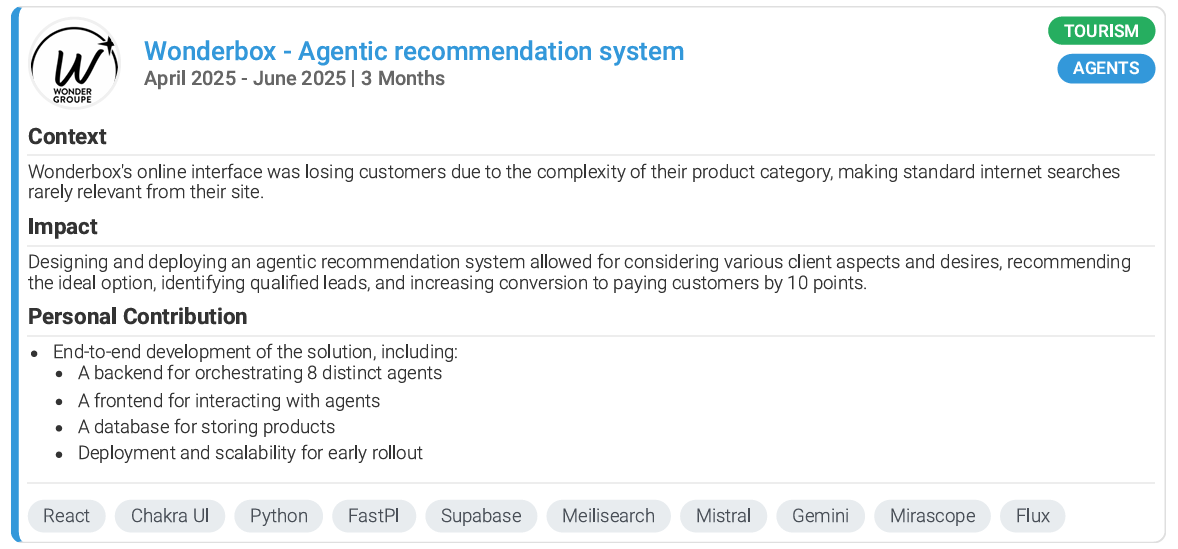 W
WONDER
GROUPE
Wonderbox - Agentic recommendation system
April 2025 - June 2025 | 3 Months
TOURISM
AGENTS
Context
Wonderbox's online interface was losing customers due to the complexity of their product category, making standard internet searches
rarely relevant from their site.
Impact
Designing and deploying an agentic recommendation system allowed for considering various client aspects and desires, recommending
the ideal option, identifying qualified leads, and increasing conversion to paying customers by 10 points.
Personal Contribution
• End-to-end development of the solution, including:
• A backend for orchestrating 8 distinct agents
• A frontend for interacting with agents
• A database for storing products
• Deployment and scalability for early rollout
React Chakra UI Python FastPI Supabase Meilisearch Mistral Gemini Mirascope Flux